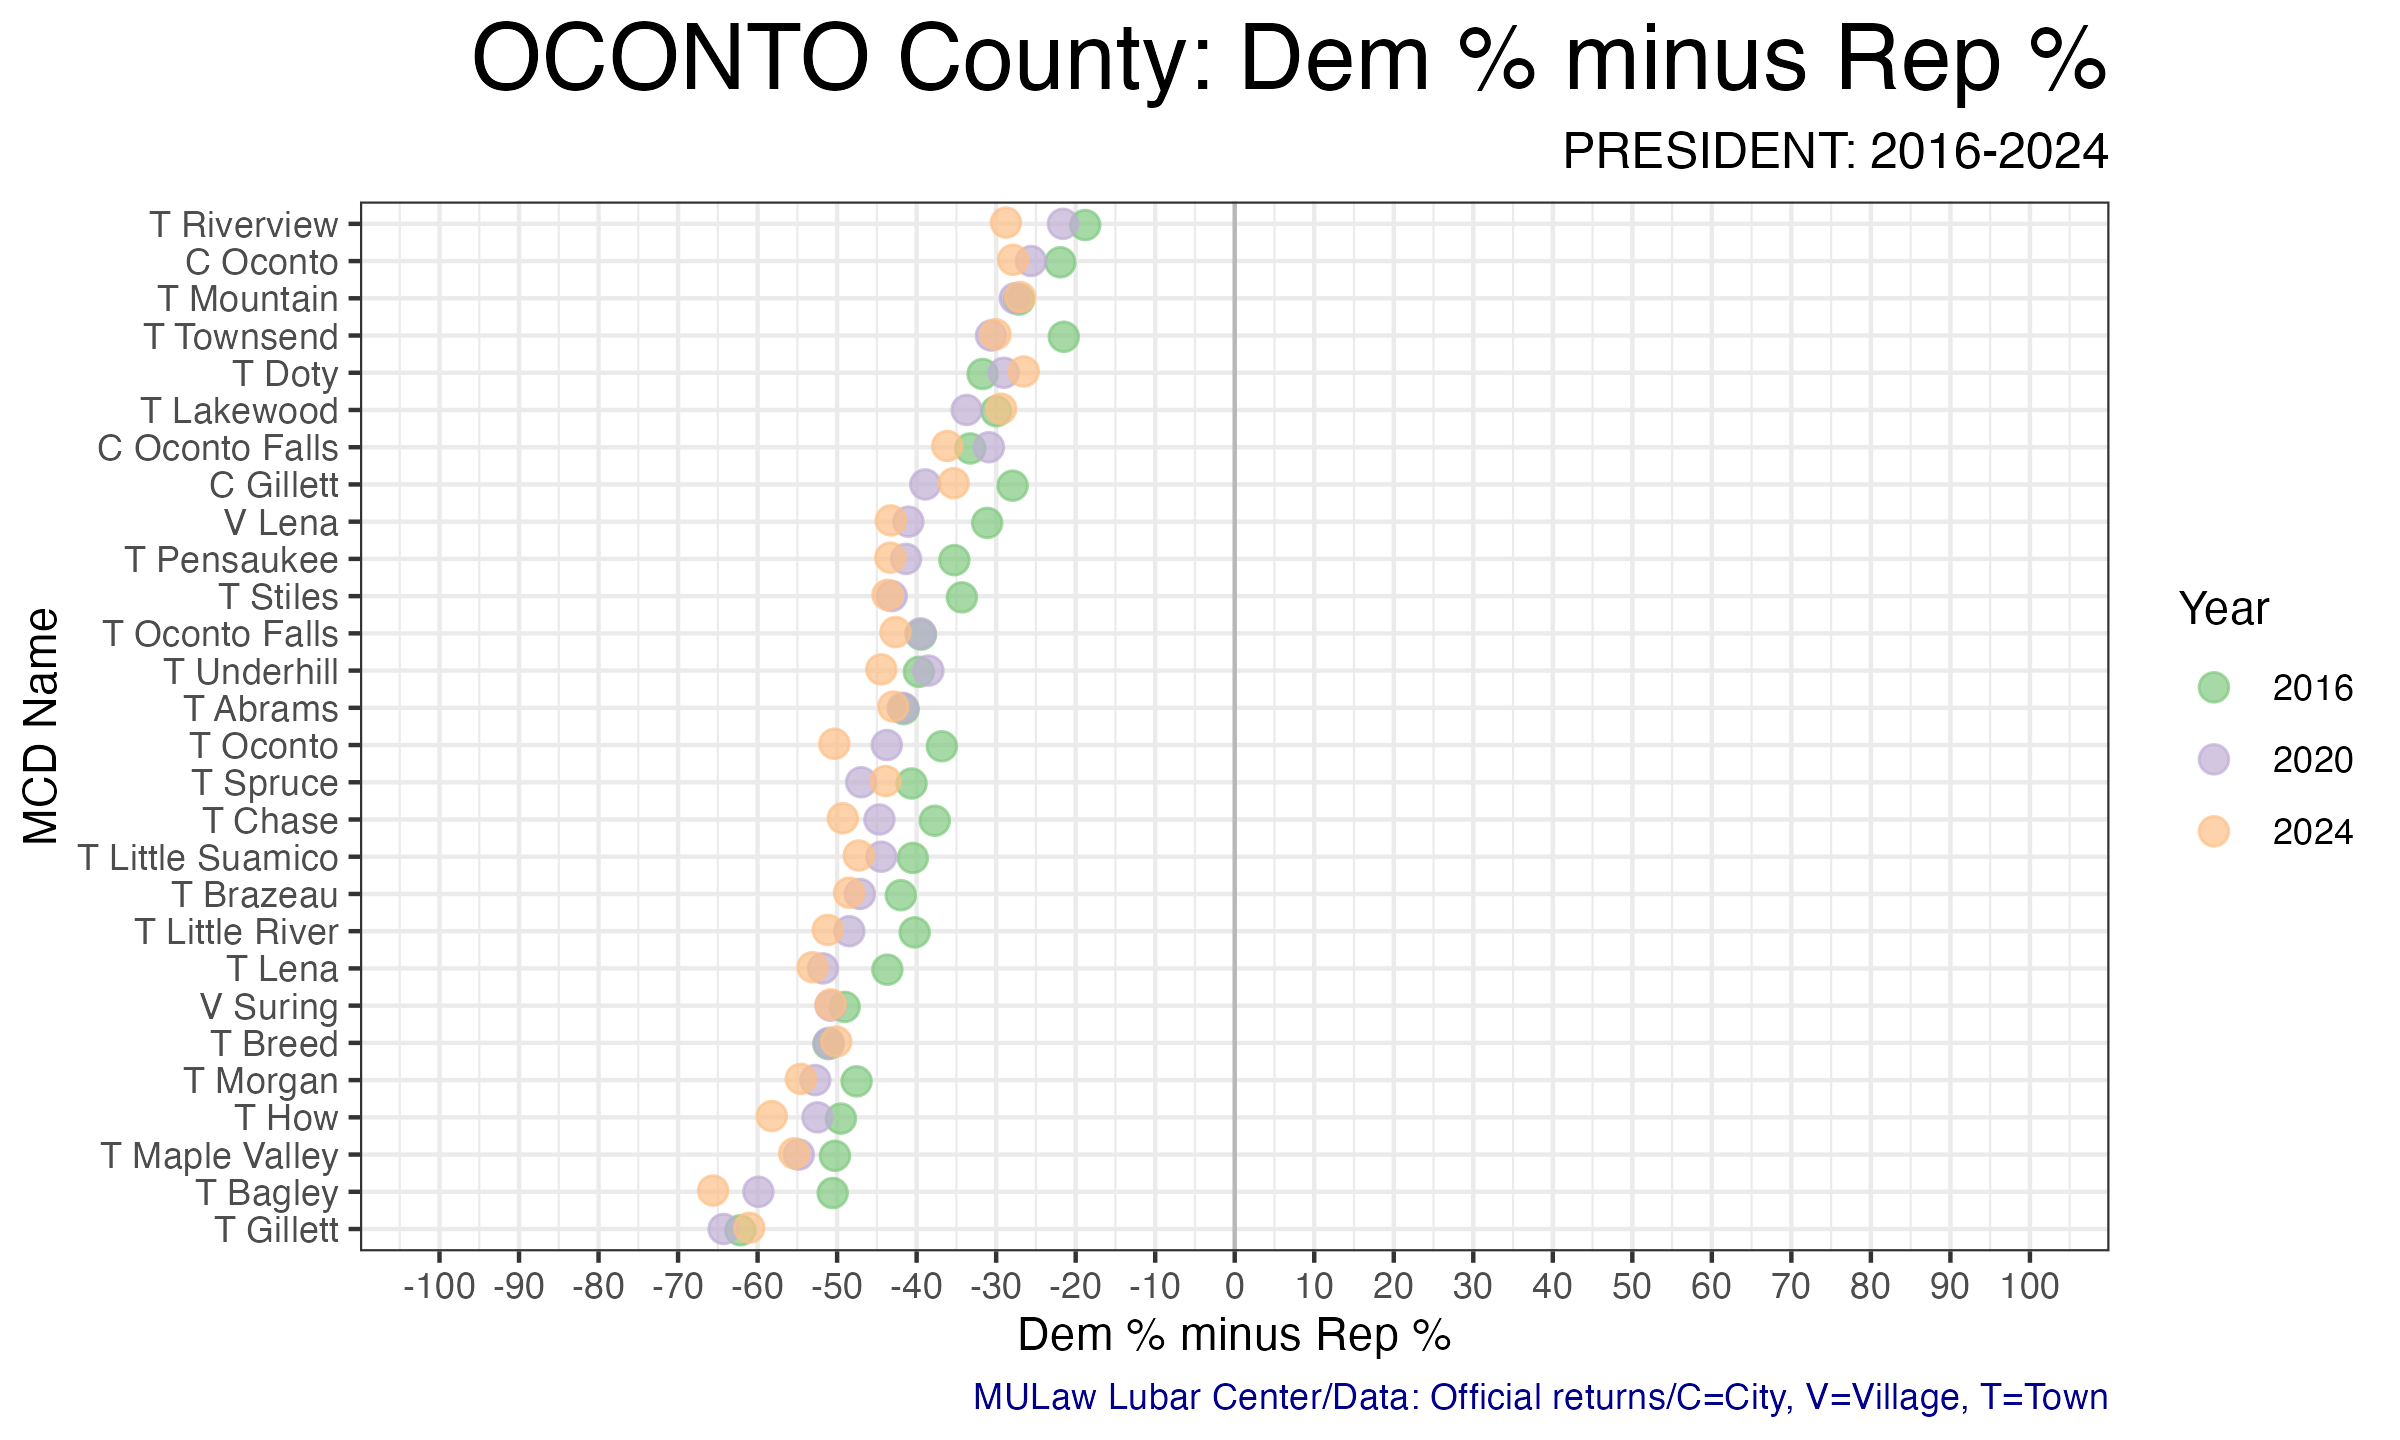 OCONTO County: Dem % minus Rep %
PRESIDENT: 2016-2024
MCD Name
T Riverview
C Oconto
T Mountain
T Townsend
T Doty
T Lakewood
C Oconto Falls
C Gillett
V Lena
T Pensaukee
T Stiles
T Oconto Falls
T Underhill
T Abrams
T Oconto
T Spruce
T Chase
T Little Suamico
T Brazeau
T Little River
T Lena
V Suring
T Breed
T Morgan
T How
T Maple Valley
T Bagley
T Gillett
-100 -90 -80 -70 -60 -50 -40 -30 -20 -10 0 10 20 30 40 50 60 70 80 90 100
Dem % minus Rep %
Year
2016
2020
2024
MULaw Lubar Center/Data: Official returns/C=City, V=Village, T=Town